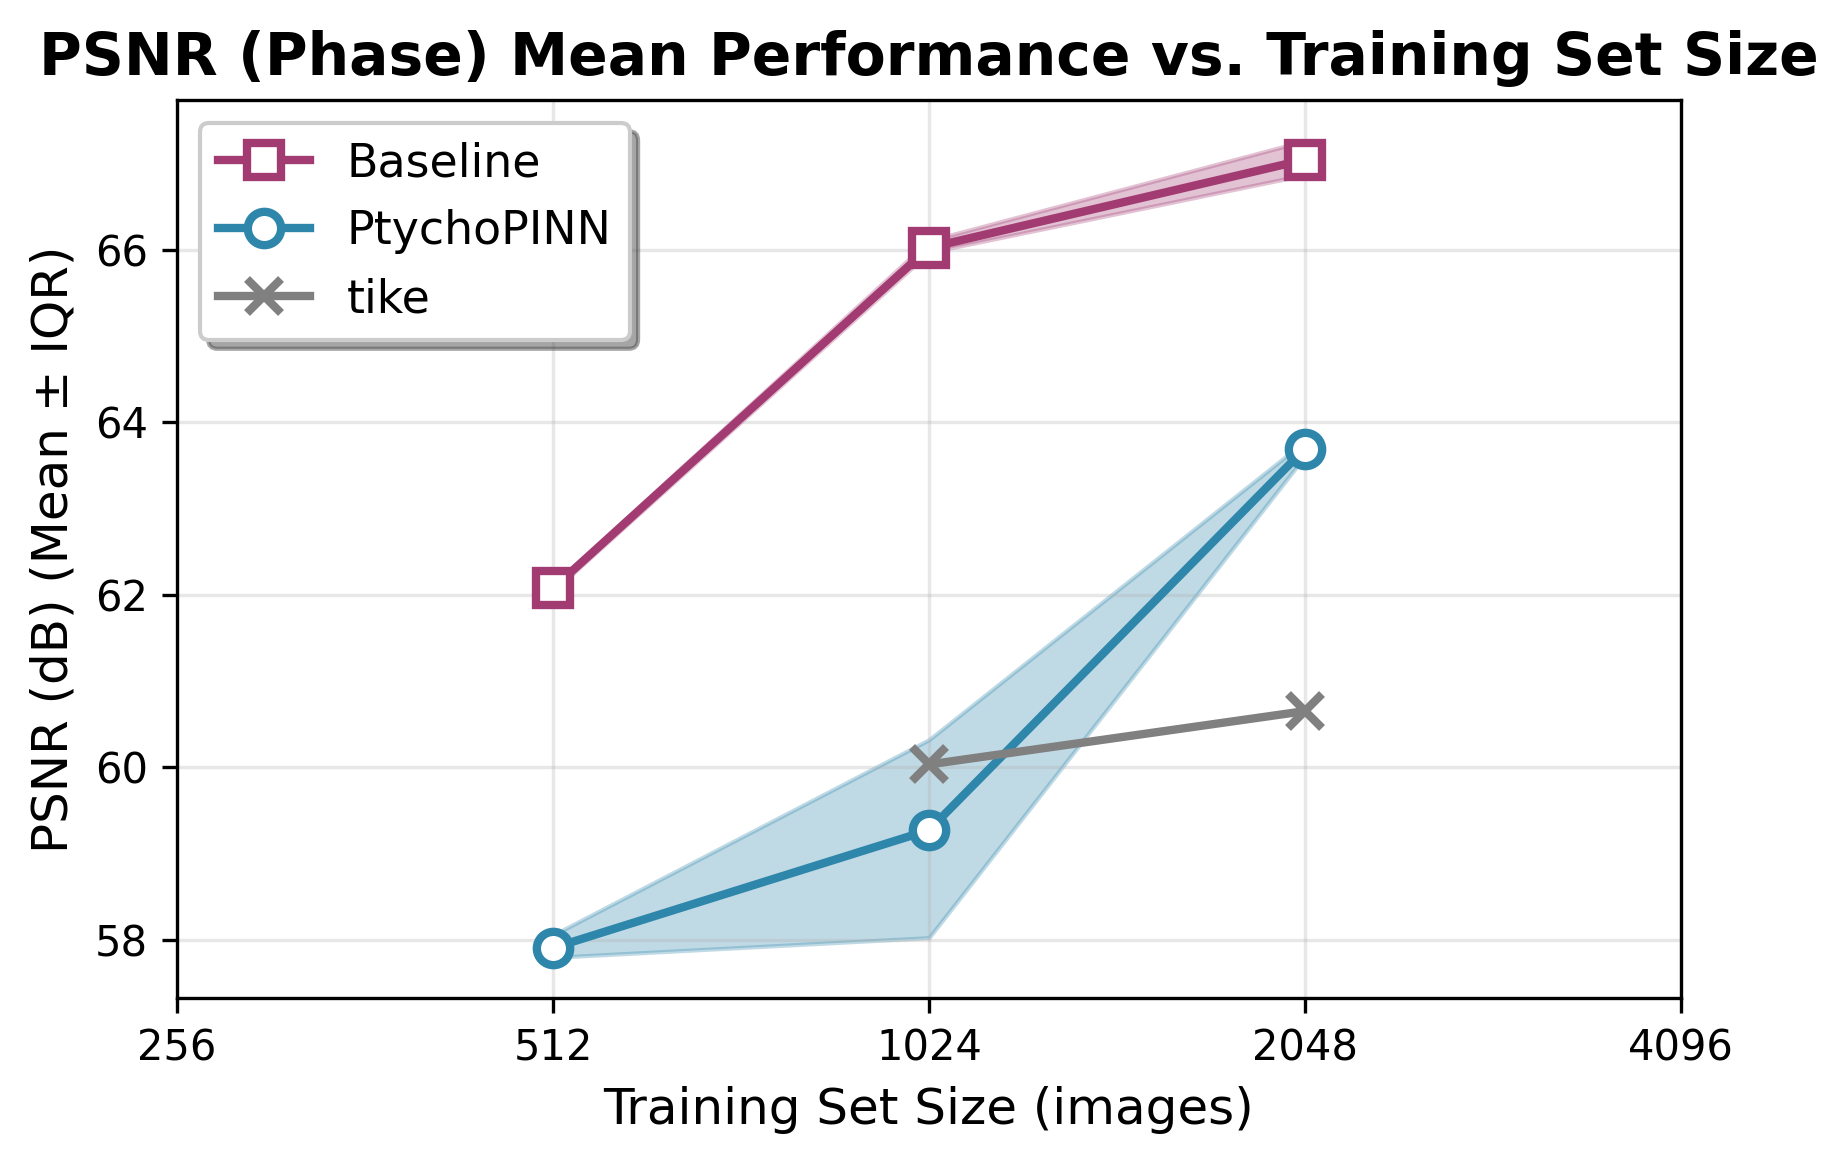 PSNR (Phase) Mean Performance vs. Training Set Size
Baseline
PtychoPINN
tike
PSNR (dB) (Mean ± IQR)
66
64
62
60
58
256
512
1024
2048
4096
Training Set Size (images)